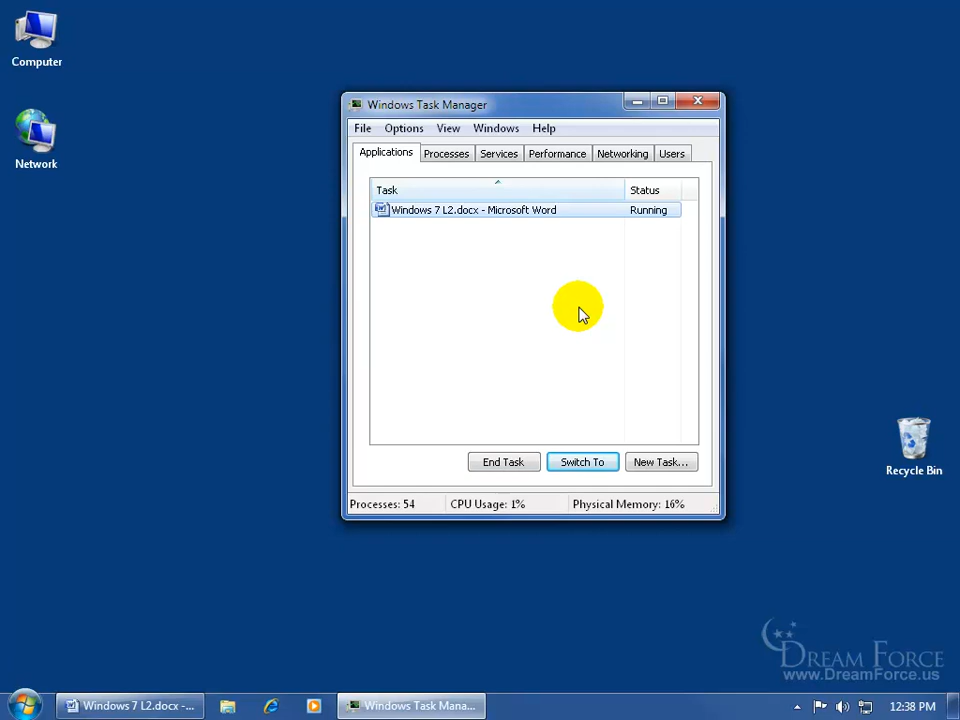 Computer
Network
Windows Task Manager
File Options View Windows Help
Applications Processes Services Performance Networking Users
Task Status
Windows 7 L2.docx - Microsoft Word Running
End Task Switch To New Task...
Processes: 54 CPU Usage: 1% Physical Memory: 16%
Recycle Bin
DREAM FORCE
www.DreamForce.us
Windows 7 L2.docx -... Windows Task Mana... 12:38 PM